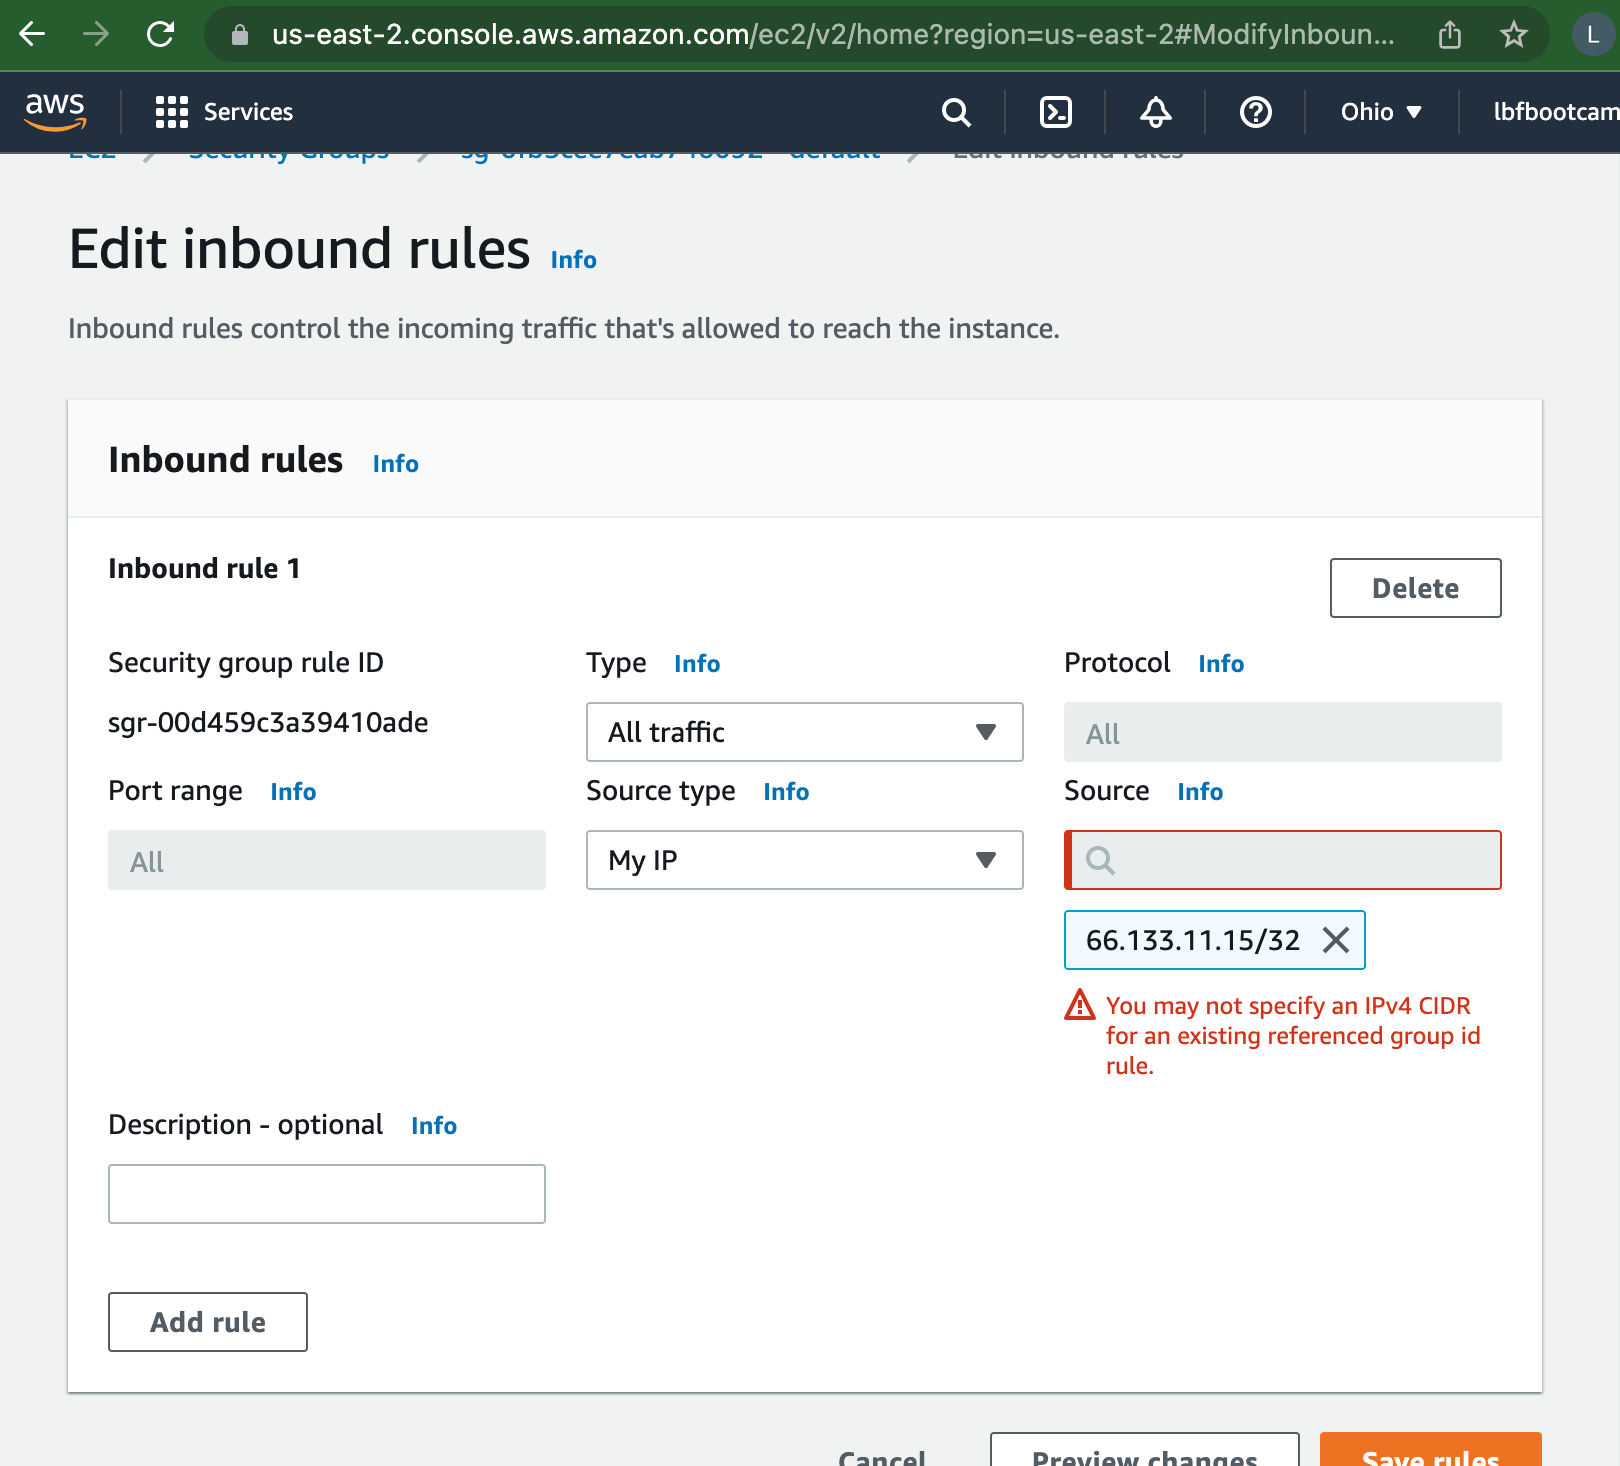 us-east-2.console.aws.amazon.com/ec2/v2/home?region=us-east-2#ModifyInboun...
L
aws
Services
Ohio
lbfbootcam
EC2
Security Groups
default
Edit inbound rules
Edit inbound rules Info
Inbound rules control the incoming traffic that's allowed to reach the instance.
Inbound rules Info
Inbound rule 1
Delete
Security group rule ID
sgr-00d459c3a39410ade
Type Info
All traffic
Protocol Info
All
Port range Info
All
Source type Info
My IP
Source Info
66.133.11.15/32
You may not specify an IPv4 CIDR
for an existing referenced group id
rule.
Description - optional Info
Add rule
Cancel
Preview changes
Save rules